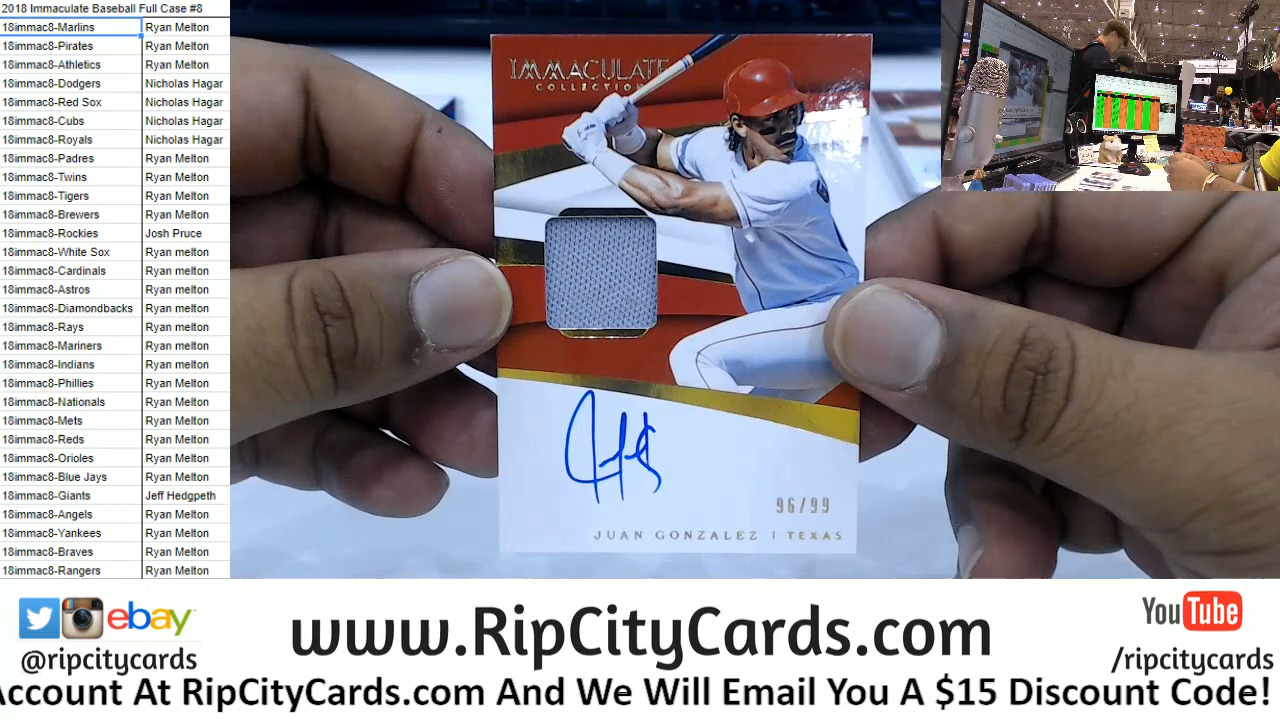 2018 Immaculate Baseball Full Case #8
18immac8-Marlins Ryan Melton
18immac8-Pirates Ryan Melton
18immac8-Athletics Ryan Melton
18immac8-Dodgers Nicholas Hagar
18immac8-Red Sox Nicholas Hagar
18immac8-Cubs Nicholas Hagar
18immac8-Royals Nicholas Hagar
18immac8-Padres Ryan Melton
18immac8-Twins Ryan Melton
18immac8-Tigers Ryan Melton
18immac8-Brewers Ryan Melton
18immac8-Rockies Josh Pruce
18immac8-White Sox Ryan melton
18immac8-Cardinals Ryan melton
18immac8-Astros Ryan melton
18immac8-Diamondbacks Ryan melton
18immac8-Rays Ryan melton
18immac8-Mariners Ryan melton
18immac8-Indians Ryan melton
18immac8-Phillies Ryan Melton
18immac8-Nationals Ryan Melton
18immac8-Mets Ryan Melton
18immac8-Reds Ryan Melton
18immac8-Orioles Ryan Melton
18immac8-Blue Jays Ryan Melton
18immac8-Giants Jeff Hedgpeth
18immac8-Angels Ryan Melton
18immac8-Yankees Ryan Melton
18immac8-Braves Ryan Melton
18immac8-Rangers Ryan Melton
IMMACULATE
COLLECTION
96/99
JUAN GONZALEZ | TEXAS
ebay
@ripcitycards
www.RipCityCards.com
YouTube
/ripcitycards
Account At RipCityCards.com And We Will Email You A $15 Discount Code!